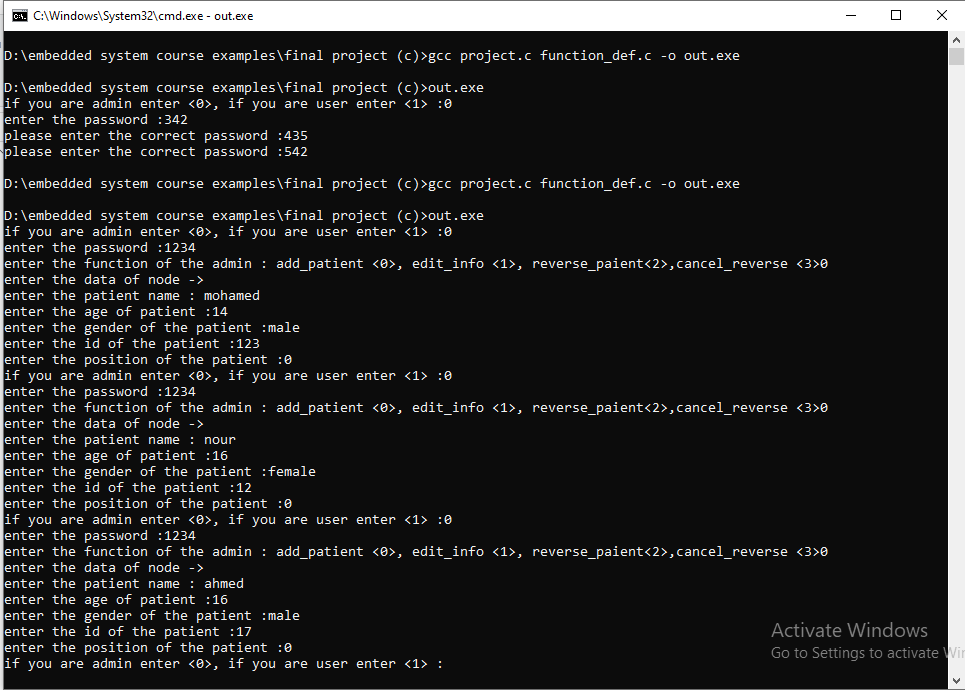 C:\Windows\System32\cmd.exe - out.exe
D:\embedded system course examples\final project (c)>gcc project.c function_def.c -o out.exe
D:\embedded system course examples\final project (c)>out.exe
if you are admin enter <0>, if you are user enter <1> :0
enter the password :342
please enter the correct password :435
please enter the correct password :542
D:\embedded system course examples\final project (c)>gcc project.c function_def.c -o out.exe
D:\embedded system course examples\final project (c)>out.exe
if you are admin enter <0>, if you are user enter <1> :0
enter the password :1234
enter the function of the admin : add_patient <0>, edit_info <1>, reverse_paient<2>,cancel_reverse <3>0
enter the data of node ->
enter the patient name : mohamed
enter the age of patient :14
enter the gender of the patient :male
enter the id of the patient :123
enter the position of the patient :0
if you are admin enter <0>, if you are user enter <1> :0
enter the password :1234
enter the function of the admin : add_patient <0>, edit_info <1>, reverse_paient<2>,cancel_reverse <3>0
enter the data of node ->
enter the patient name : nour
enter the age of patient :16
enter the gender of the patient :female
enter the id of the patient :12
enter the position of the patient :0
if you are admin enter <0>, if you are user enter <1> :0
enter the password :1234
enter the function of the admin : add_patient <0>, edit_info <1>, reverse_paient<2>,cancel_reverse <3>0
enter the data of node ->
enter the patient name : ahmed
enter the age of patient :16
enter the gender of the patient :male
enter the id of the patient :17
enter the position of the patient :0
if you are admin enter <0>, if you are user enter <1> :
Activate Windows
Go to Settings to activate Win